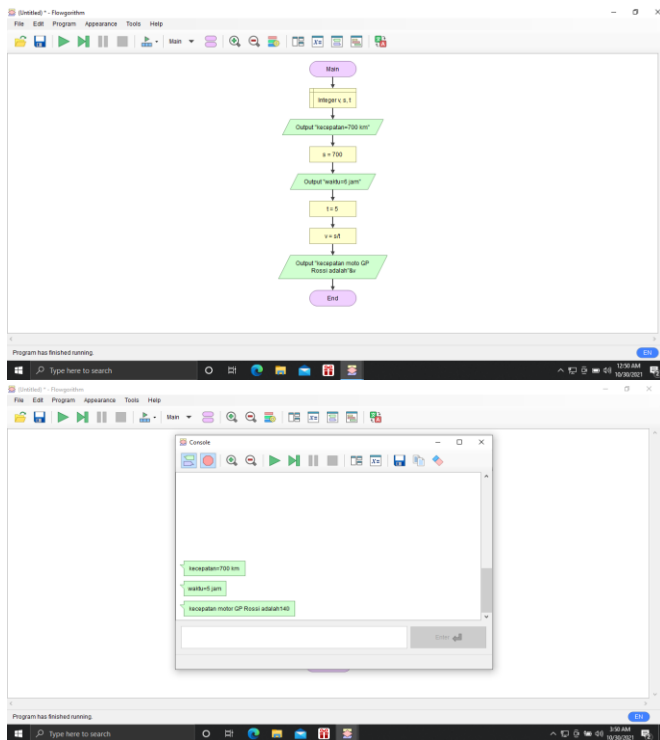 (Untitled) * - Flowgorithm
File Edit Program Appearance Tools Help
Main
Main
Integer v, s, t
Output "kecepatan=700 km"
s = 700
Output "waktu=5 jam"
t = 5
v = s/t
Output "kecepatan moto GP
Rossi adalah"&v
End
Program has finished running.
EN
Type here to search
12:50 AM
10/30/2021
(Untitled) * - Flowgorithm
File Edit Program Appearance Tools Help
Main
Console
kecepatan=700 km
waktu=5 jam
kecepatan motor GP Rossi adalah140
Enter
Program has finished running.
EN
Type here to search
3:50 AM
10/30/2021